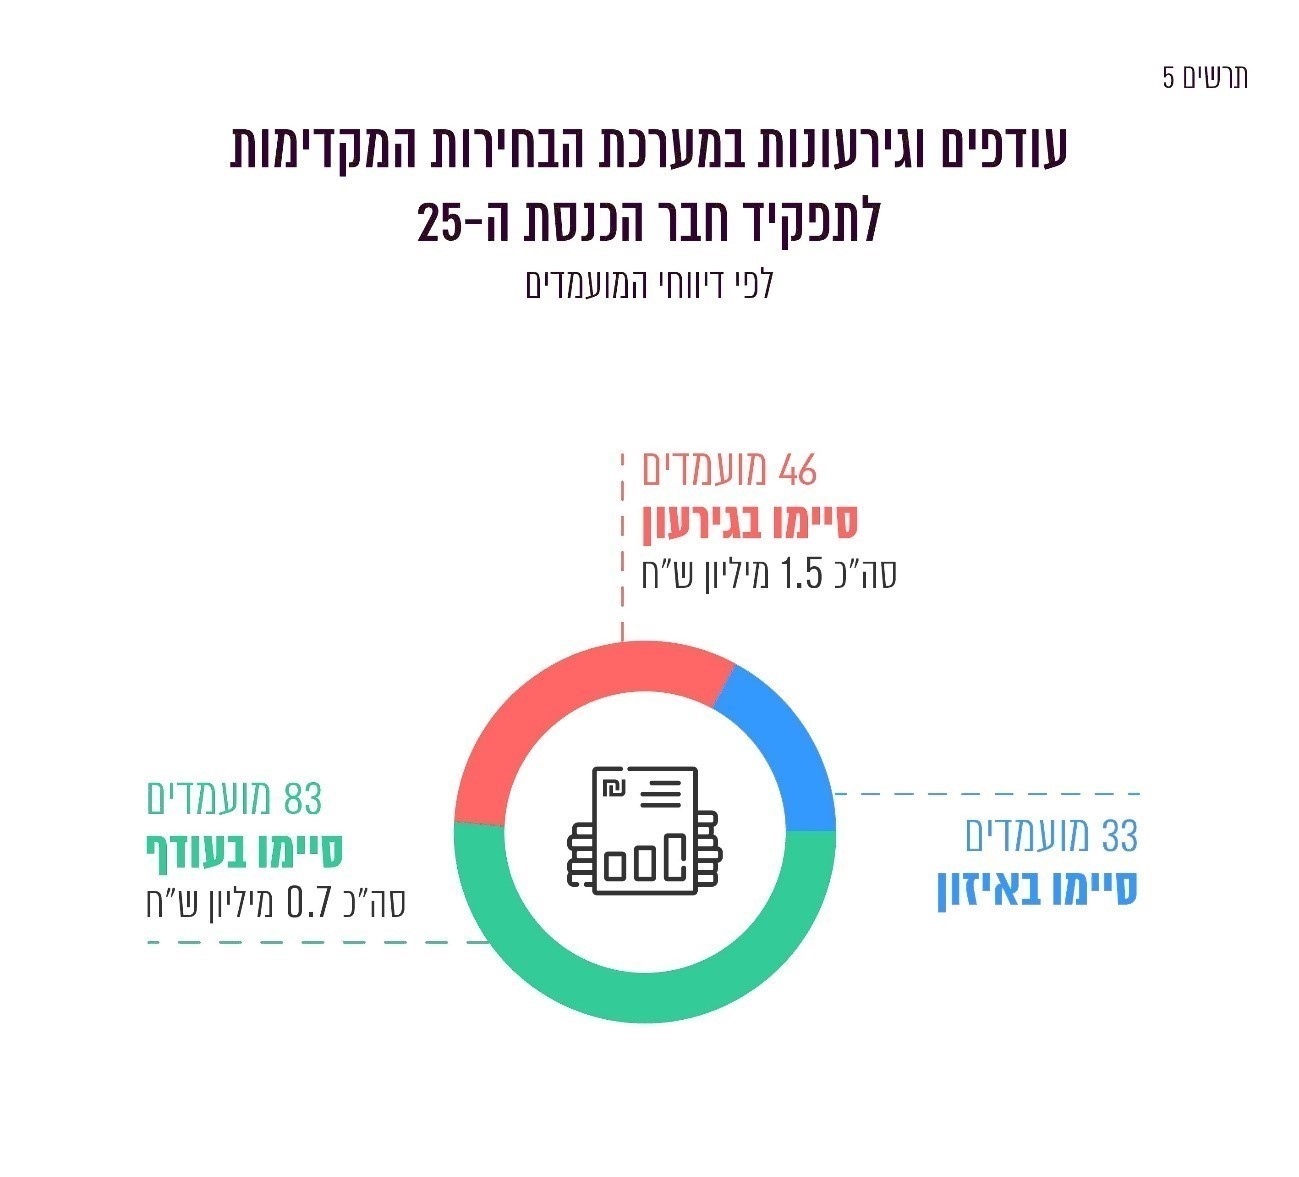 תרשים 5
עודפים וגירעונות במערכת הבחירות המקדימות
לתפקיד חבר הכנסת ה-25
לפי דיווחי המועמדים
46 מועמדים
סיימו בגירעון
סה"כ 1.5 מיליון ש"ח
83 מועמדים
סיימו בעודף
סה"כ 0.7 מיליון ש"ח
33 מועמדים
סיימו באיזון
₪